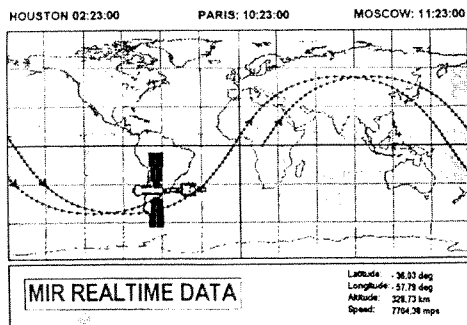 HOUSTON 02:23:00 PARIS: 10:23:00 MOSCOW: 11:23:00
MIR REALTIME DATA
Latitude: - 36,03 deg
Longitude: - 57,79 deg
Altitude: 328,73 km
Speed: 7704,38 mps